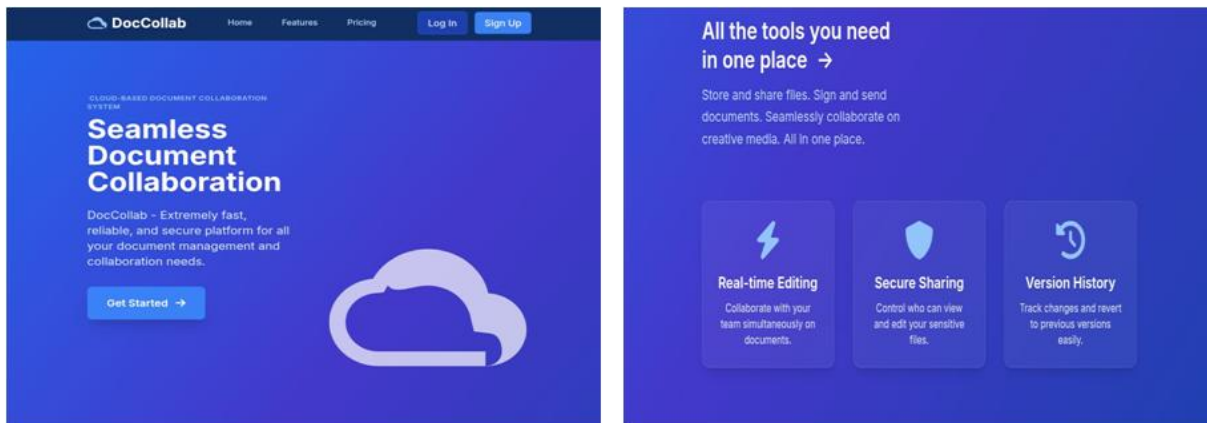 DocCollab
Home Features Pricing Log In Sign Up
CLOUD-BASED DOCUMENT COLLABORATION
SYSTEM
Seamless
Document
Collaboration
DocCollab - Extremely fast,
reliable, and secure platform for all
your document management and
collaboration needs.
Get Started →
All the tools you need
in one place →
Store and share files. Sign and send
documents. Seamlessly collaborate on
creative media. All in one place.
Real-time Editing
Collaborate with your
team simultaneously on
documents.
Secure Sharing
Control who can view
and edit your sensitive
files.
Version History
Track changes and revert
to previous versions
easily.